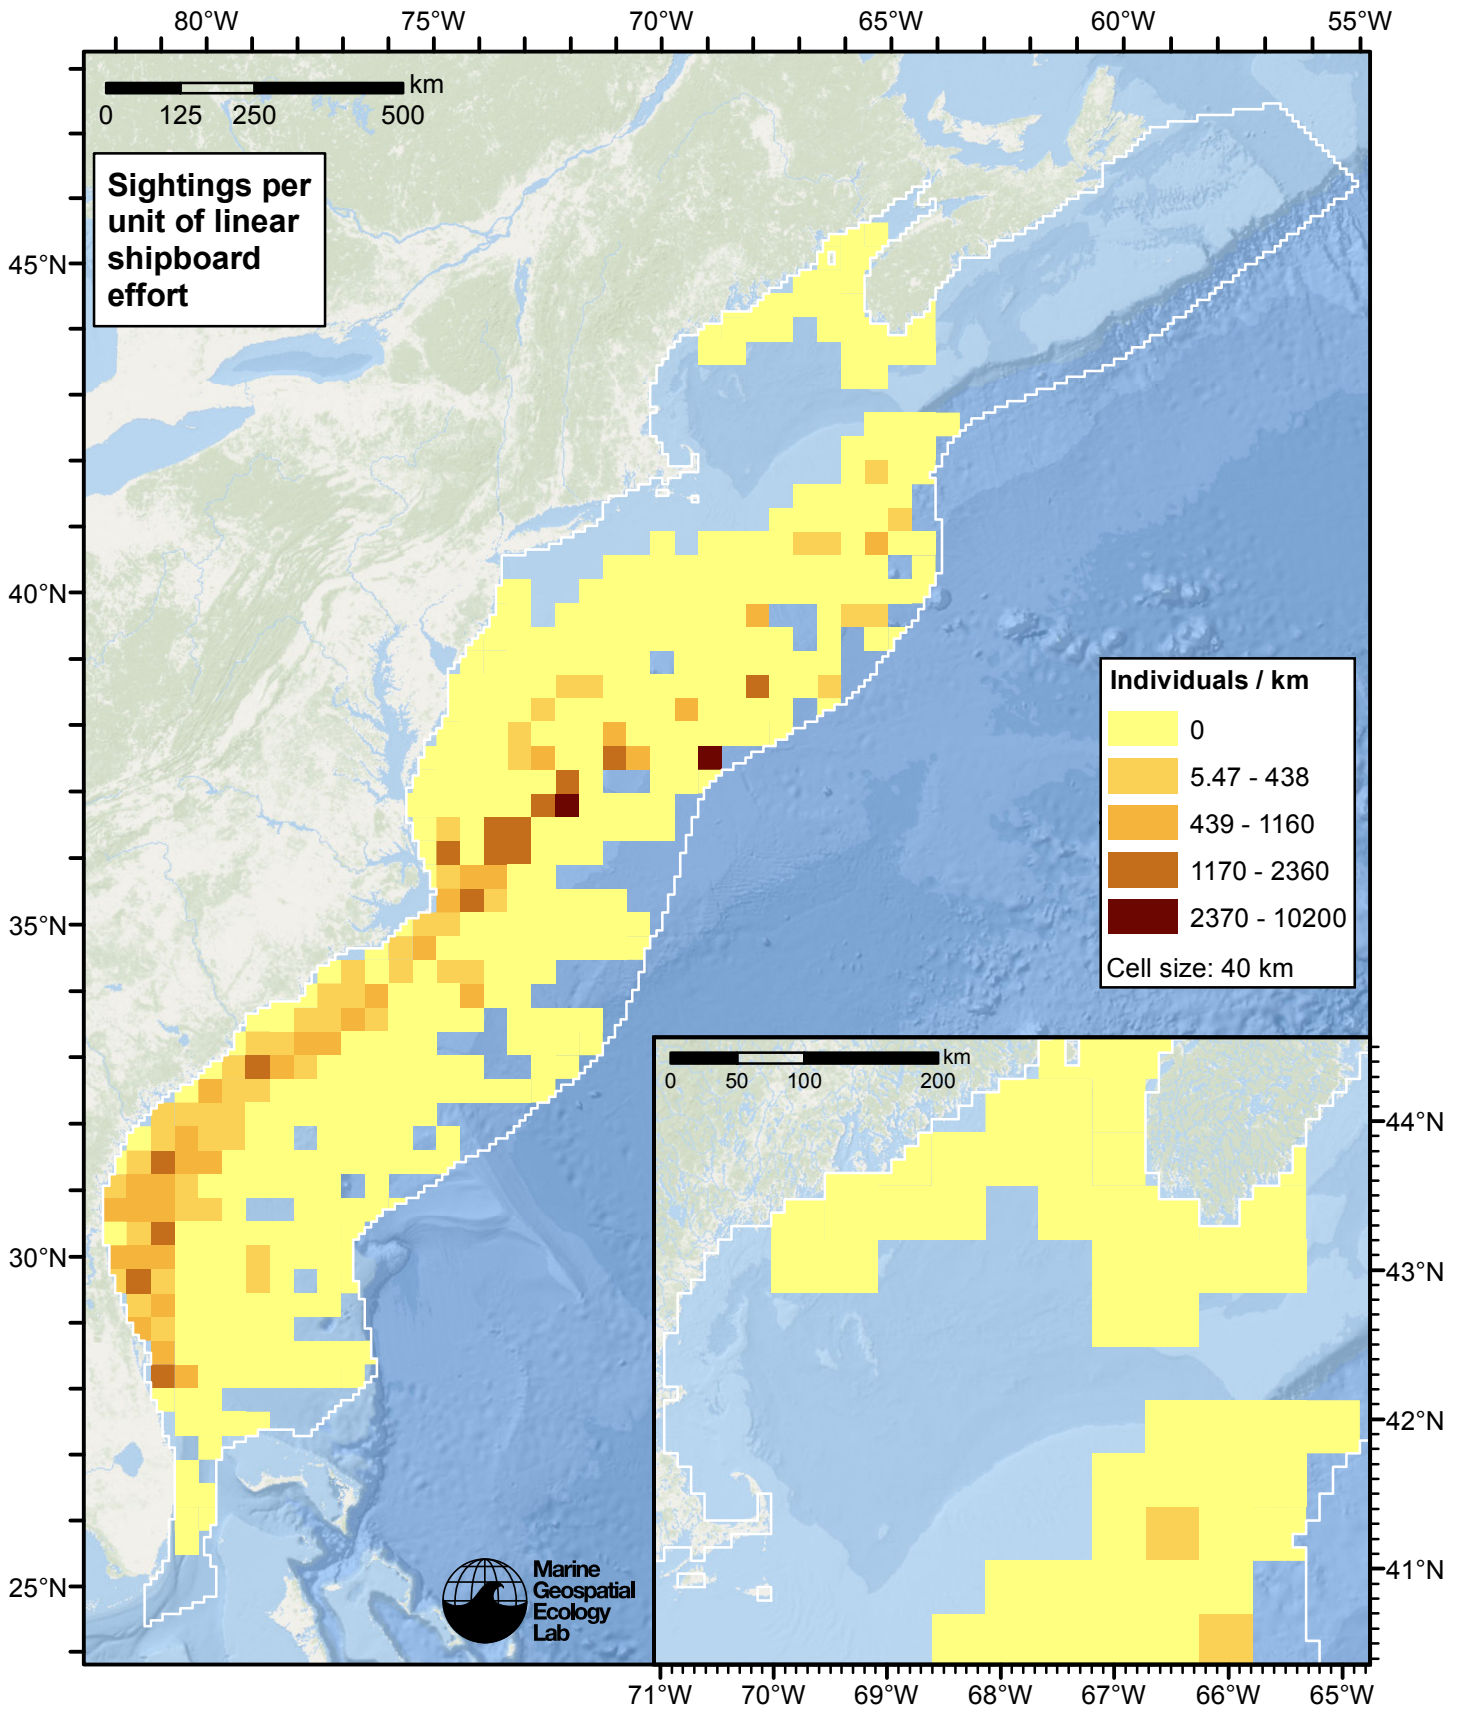 80°W 75°W 70°W 65°W 60°W 55°W
km
0 125 250 500
Sightings per
unit of linear
shipboard
effort
45°N
40°N
35°N
30°N
25°N
Individuals / km
0
5.47 - 438
439 - 1160
1170 - 2360
2370 - 10200
Cell size: 40 km
km
0 50 100 200
44°N
43°N
42°N
41°N
Marine
Geospatial
Ecology
Lab
71°W 70°W 69°W 68°W 67°W 66°W 65°W